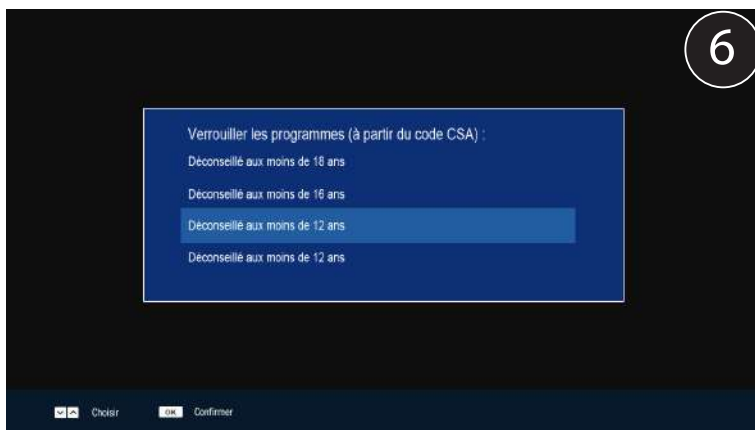 6
Verrouiller les programmes (à partir du code CSA) :
Déconseillé aux moins de 18 ans
Déconseillé aux moins de 16 ans
Déconseillé aux moins de 12 ans
Déconseillé aux moins de 12 ans
Choisir OK Confirmer